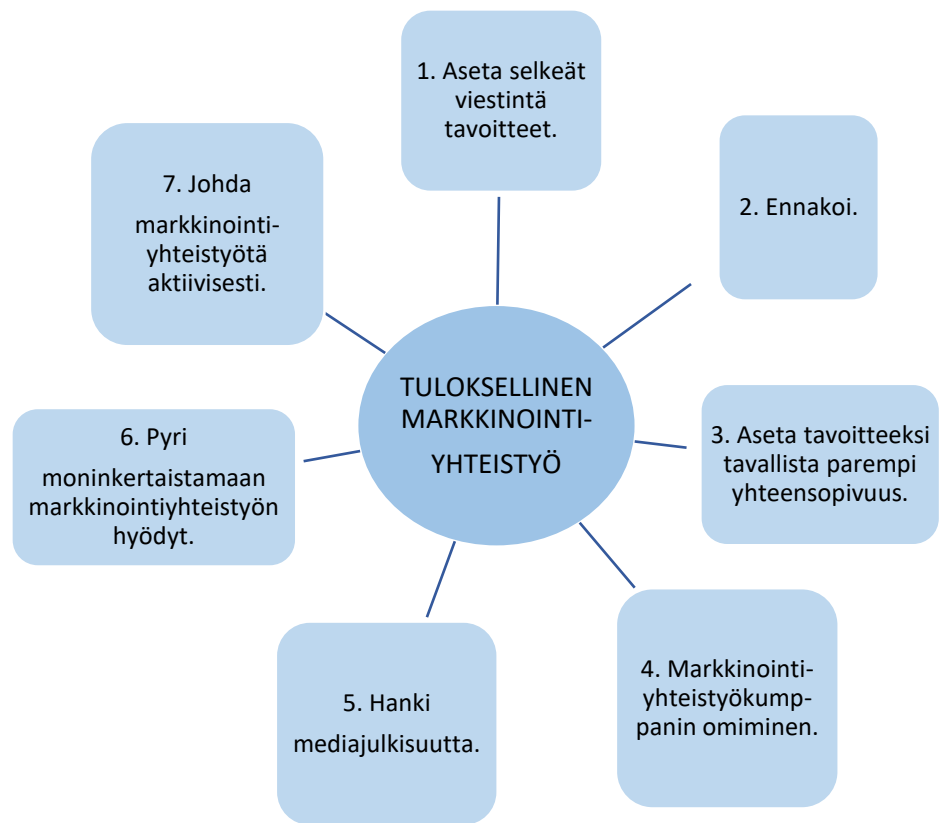 1. Aseta selkeät
viestintä
tavoitteet.
2. Ennakoi.
3. Aseta tavoitteeksi
tavallista parempi
yhteensopivuus.
4. Markkinointi-
yhteistyökump-
panin omiminen.
5. Hanki
mediajulkisuutta.
6. Pyri
moninkertaistamaan
markkinointiyhteistyön
hyödyt.
7. Johda
markkinointi-
yhteistyötä
aktiivisesti.
TULOKSELLINEN
MARKKINOINTI-
YHTEISTYÖ